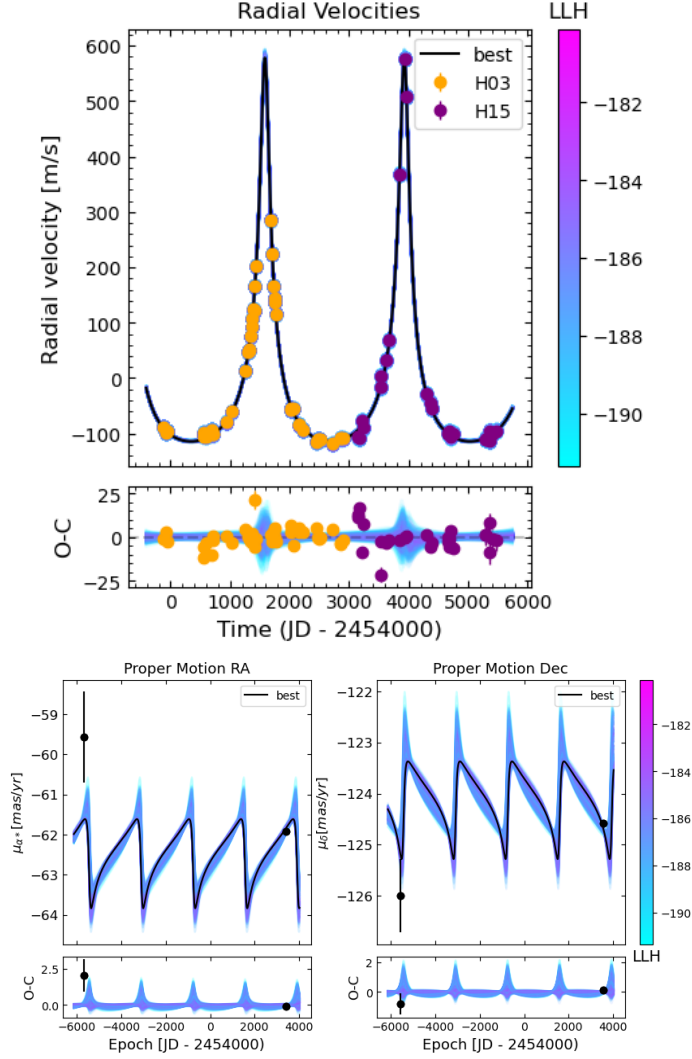 Radial Velocities
LLH
best
H03
H15
Radial velocity [m/s]
600
500
400
300
200
100
0
−100
−182
−184
−186
−188
−190
O-C
25
0
−25
0 1000 2000 3000 4000 5000 6000
Time (JD - 2454000)
Proper Motion RA
Proper Motion Dec
best
best
μα*[mas/yr]
−59
−60
−61
−62
−63
−64
μδ[mas/yr]
−122
−123
−124
−125
−126
−182
−184
−186
−188
−190
LLH
O-C
2.5
0.0
O-C
2
0
−6000 −4000 −2000 0 2000 4000
−6000 −4000 −2000 0 2000 4000
Epoch [JD - 2454000]
Epoch [JD - 2454000]